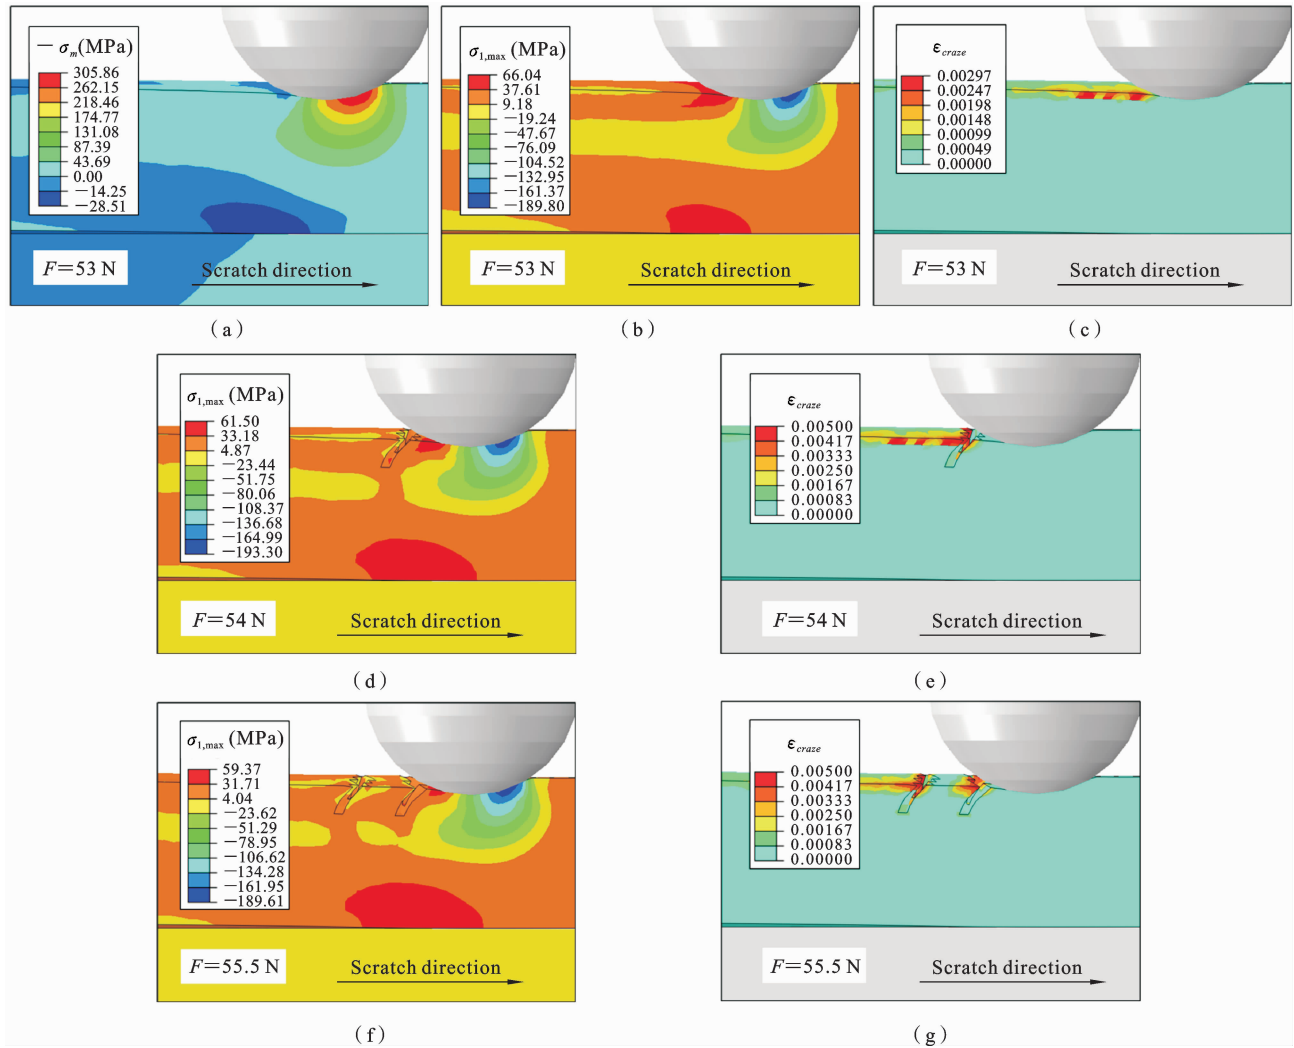 — σm(MPa)
305.86
262.15
218.46
174.77
131.08
87.39
43.69
0.00
−14.25
−28.51
F=53 N
Scratch direction
(a)
σ1,max (MPa)
66.04
37.61
9.18
−19.24
−47.67
−76.09
−104.52
−132.95
−161.37
−189.80
F=53 N
Scratch direction
(b)
εcraze
0.00297
0.00247
0.00198
0.00148
0.00099
0.00049
0.00000
F=53 N
Scratch direction
(c)
σ1,max (MPa)
61.50
33.18
4.87
−23.44
−51.75
−80.06
−108.37
−136.68
−164.99
−193.30
F=54 N
Scratch direction
(d)
εcraze
0.00500
0.00417
0.00333
0.00250
0.00167
0.00083
0.00000
F=54 N
Scratch direction
(e)
σ1,max (MPa)
59.37
31.71
4.04
−23.62
−51.29
−78.95
−106.62
−134.28
−161.95
−189.61
F=55.5 N
Scratch direction
(f)
εcraze
0.00500
0.00417
0.00333
0.00250
0.00167
0.00083
0.00000
F=55.5 N
Scratch direction
(g)